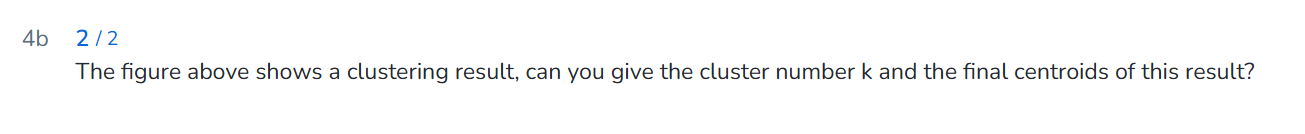 4b 2 / 2
The figure above shows a clustering result, can you give the cluster number k and the final centroids of this result?